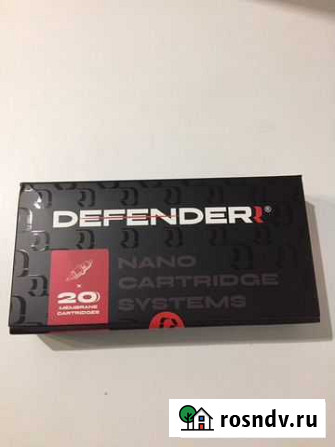 DEFENDERR®
NANO
CARTRIDGE
SYSTEMS
× 20
MEMBRANE
CARTRIDGES
rosndv.ru